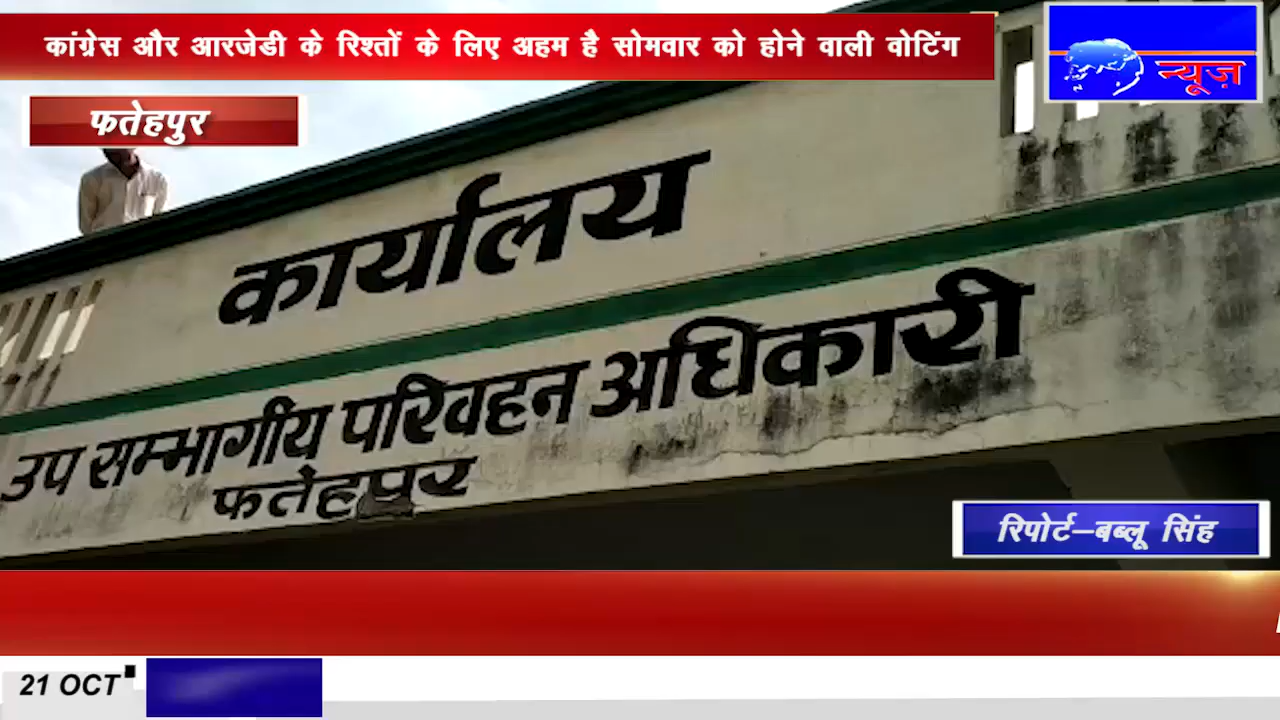 कांग्रेस और आरजेडी के रिश्तों के लिए अहम है सोमवार को होने वाली वोटिंग
न्यूज़
फतेहपुर
कार्यालय
उप सम्भागीय परिवहन अधिकारी
फतेहपुर
रिपोर्ट–बब्लू सिंह
21 OCT